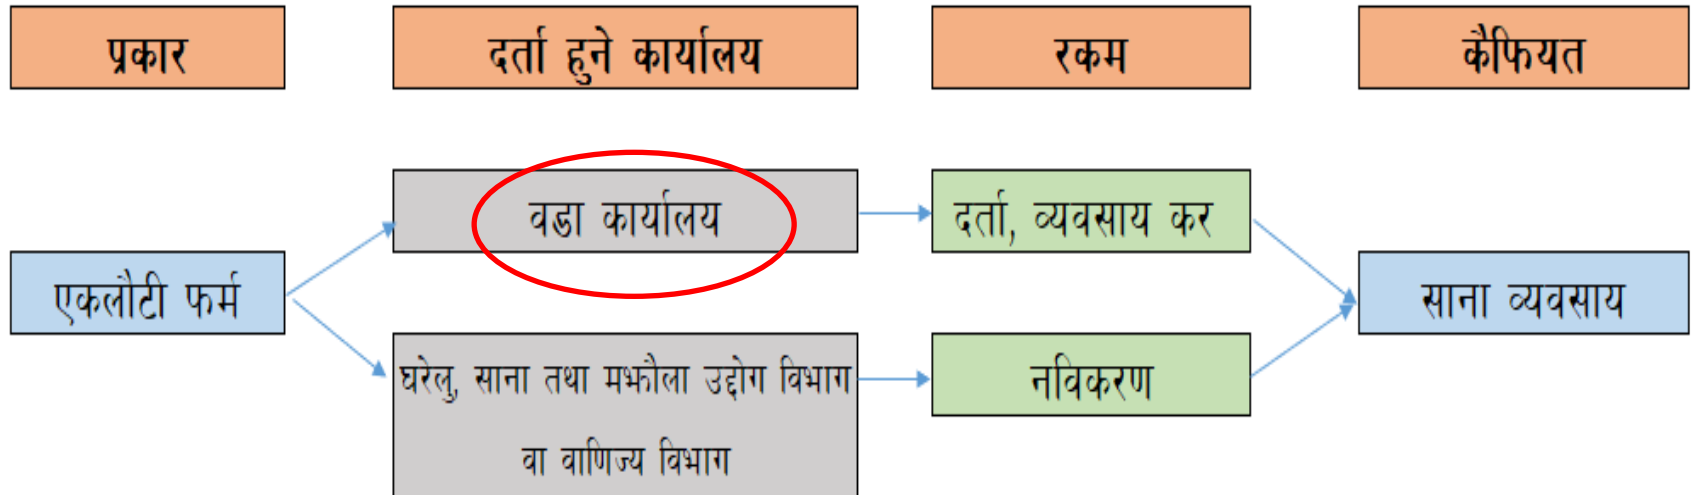 प्रकार
दर्ता हुने कार्यालय
रकम
कैफियत
वडा कार्यालय
दर्ता, व्यवसाय कर
एकलौटी फर्म
साना व्यवसाय
घरेलु, साना तथा मझौला उद्दोग विभाग
वा वाणिज्य विभाग
नविकरण